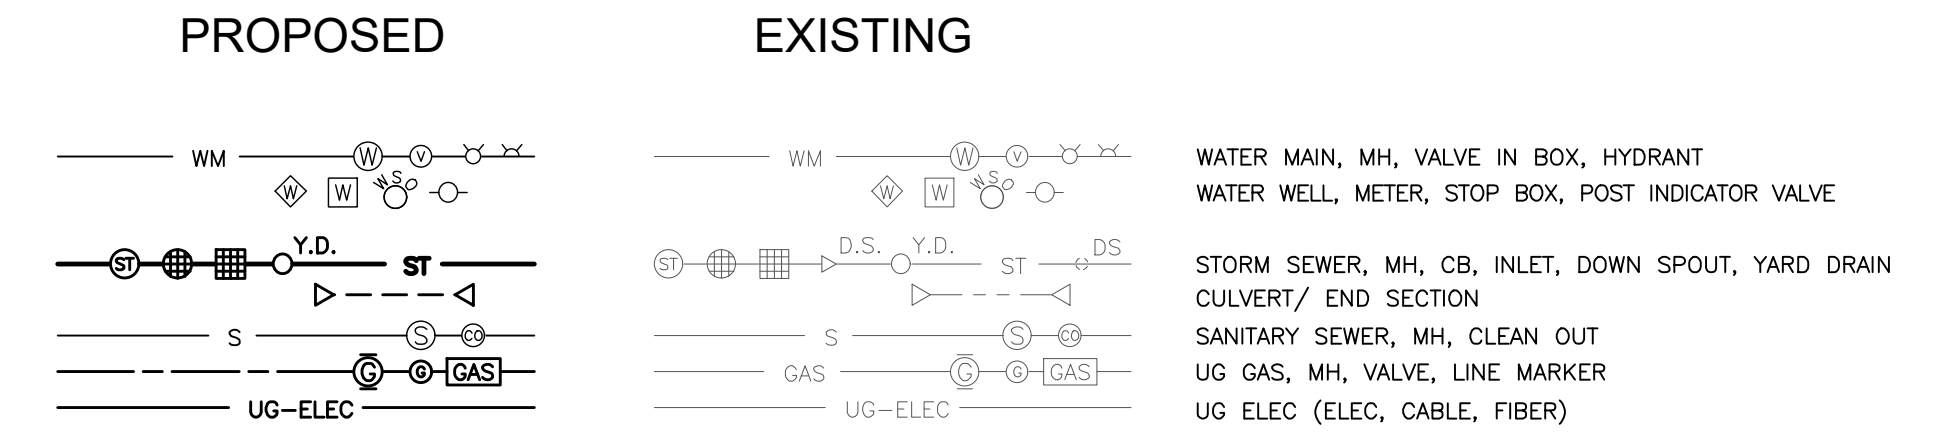 PROPOSED EXISTING
WM W V WM W V WATER MAIN, MH, VALVE IN BOX, HYDRANT
W W WSO W W WSO WATER WELL, METER, STOP BOX, POST INDICATOR VALVE
Y.D. D.S. Y.D. DS
ST ST ST ST STORM SEWER, MH, CB, INLET, DOWN SPOUT, YARD DRAIN
CULVERT/ END SECTION
S S CO S S CO SANITARY SEWER, MH, CLEAN OUT
G G GAS GAS G G GAS UG GAS, MH, VALVE, LINE MARKER
UG-ELEC UG-ELEC UG ELEC (ELEC, CABLE, FIBER)